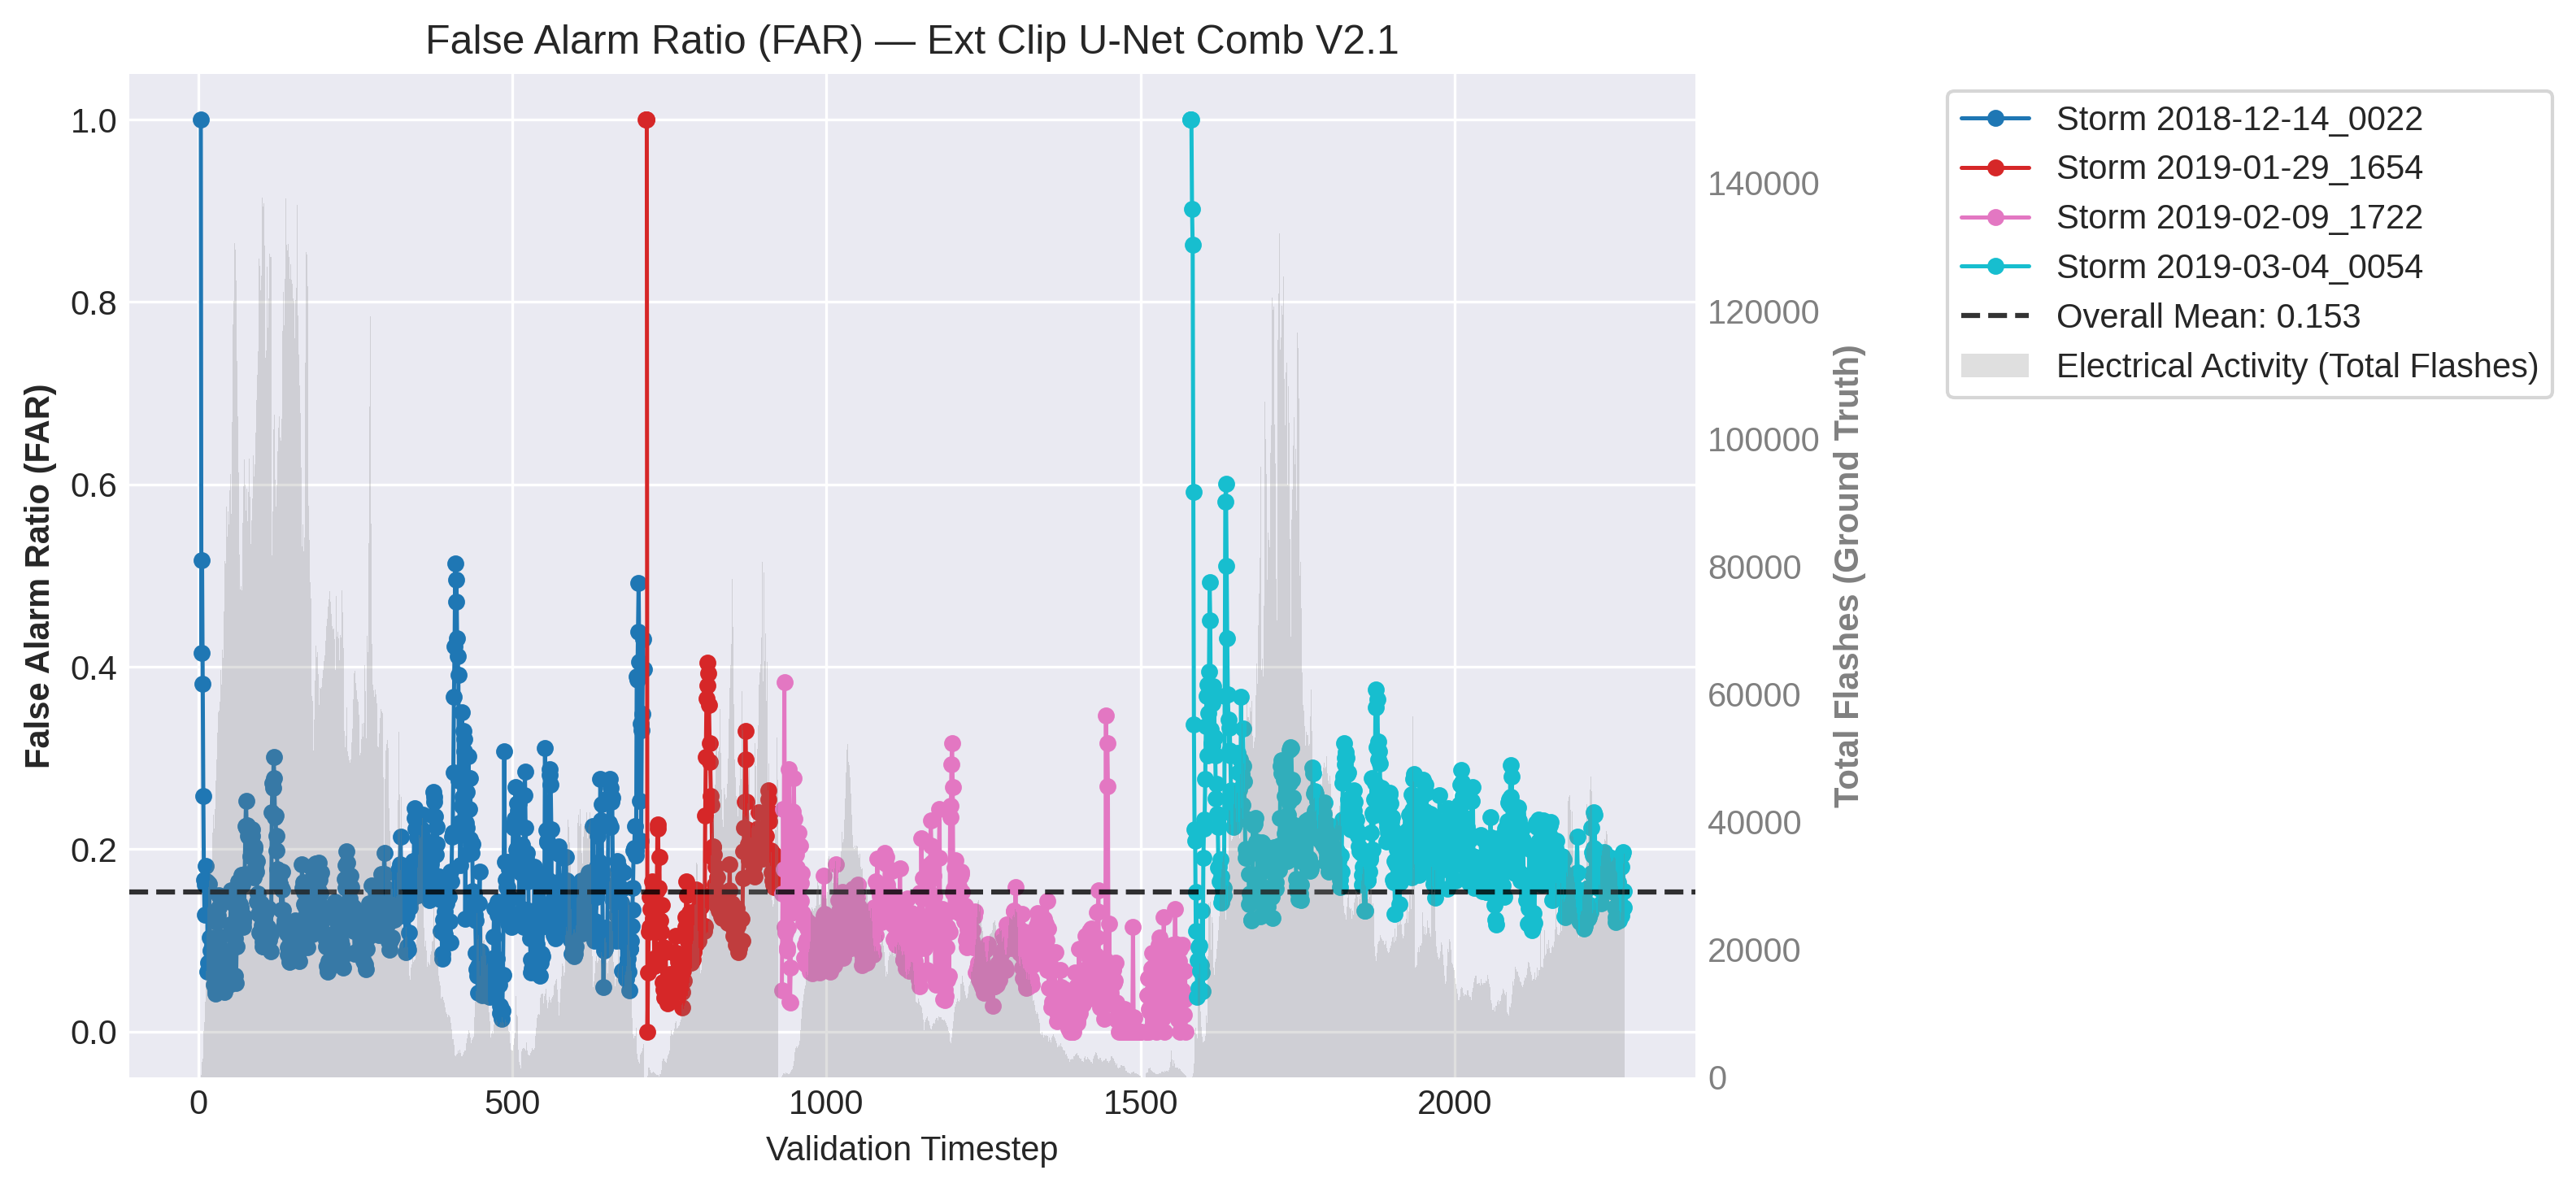 False Alarm Ratio (FAR) — Ext Clip U-Net Comb V2.1
False Alarm Ratio (FAR)
1.0
0.8
0.6
0.4
0.2
0.0
0
500
1000
1500
2000
Validation Timestep
140000
120000
100000
80000
60000
40000
20000
0
Total Flashes (Ground Truth)
Storm 2018-12-14_0022
Storm 2019-01-29_1654
Storm 2019-02-09_1722
Storm 2019-03-04_0054
Overall Mean: 0.153
Electrical Activity (Total Flashes)